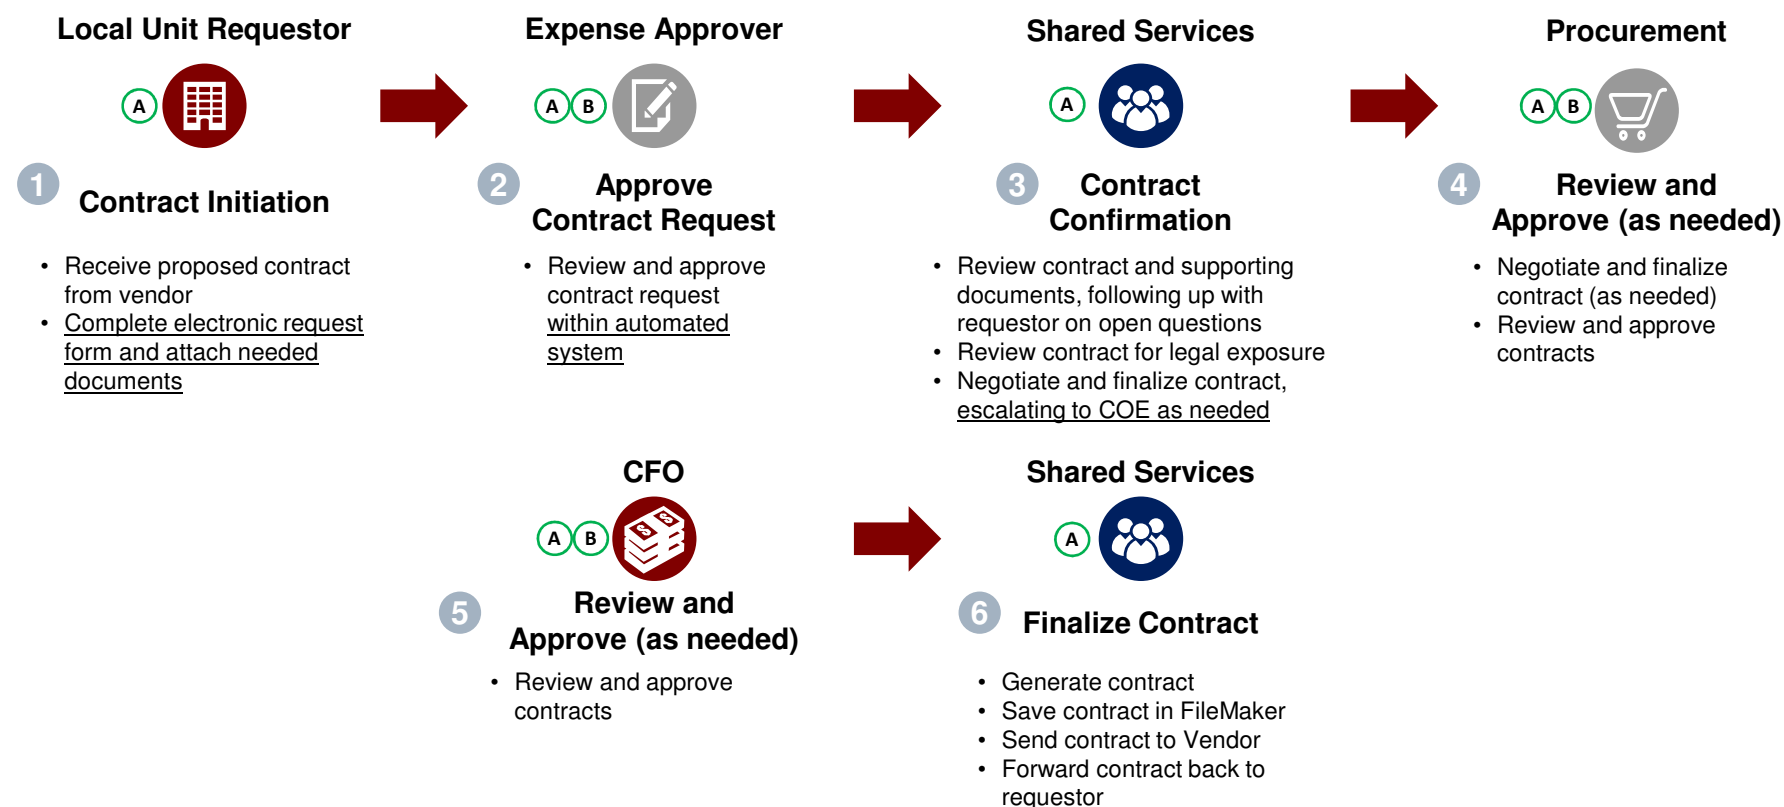 Local Unit Requestor
A
1
Contract Initiation
• Receive proposed contract
from vendor
• Complete electronic request
form and attach needed
documents
Expense Approver
A B
2
Approve
Contract Request
• Review and approve
contract request
within automated
system
Shared Services
A
3
Contract
Confirmation
• Review contract and supporting
documents, following up with
requestor on open questions
• Review contract for legal exposure
• Negotiate and finalize contract,
escalating to COE as needed
Procurement
A B
4
Review and
Approve (as needed)
• Negotiate and finalize
contract (as needed)
• Review and approve
contracts
CFO
A B
$ $
5
Review and
Approve (as needed)
• Review and approve
contracts
Shared Services
A
6
Finalize Contract
• Generate contract
• Save contract in FileMaker
• Send contract to Vendor
• Forward contract back to
requestor